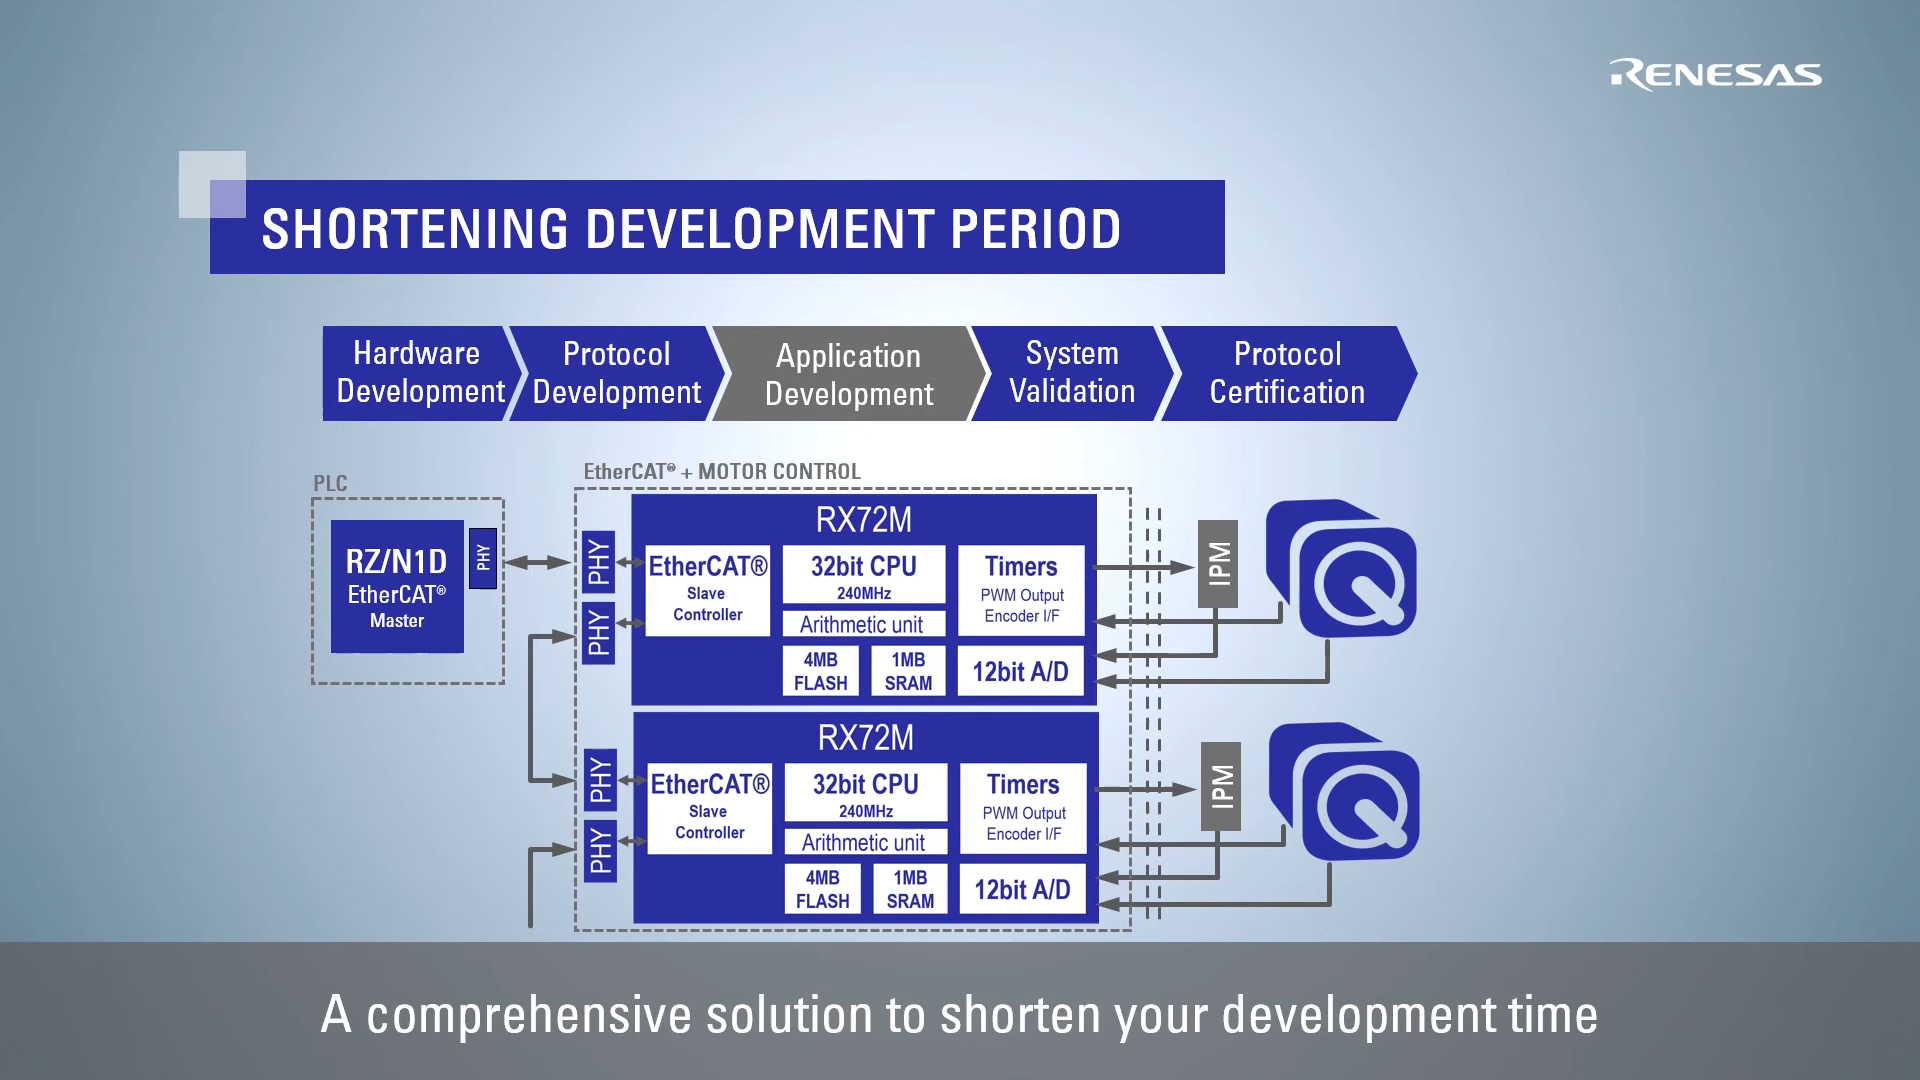 RENESAS
SHORTENING DEVELOPMENT PERIOD
Hardware
Development
Protocol
Development
Application
Development
System
Validation
Protocol
Certification
PLC
RZ/N1D
EtherCAT®
Master
PHY
EtherCAT® + MOTOR CONTROL
PHY
PHY
RX72M
EtherCAT®
Slave
Controller
32bit CPU
240MHz
Arithmetic unit
4MB
FLASH
1MB
SRAM
Timers
PWM Output
Encoder I/F
12bit A/D
IPM
PHY
PHY
RX72M
EtherCAT®
Slave
Controller
32bit CPU
240MHz
Arithmetic unit
4MB
FLASH
1MB
SRAM
Timers
PWM Output
Encoder I/F
12bit A/D
IPM
A comprehensive solution to shorten your development time